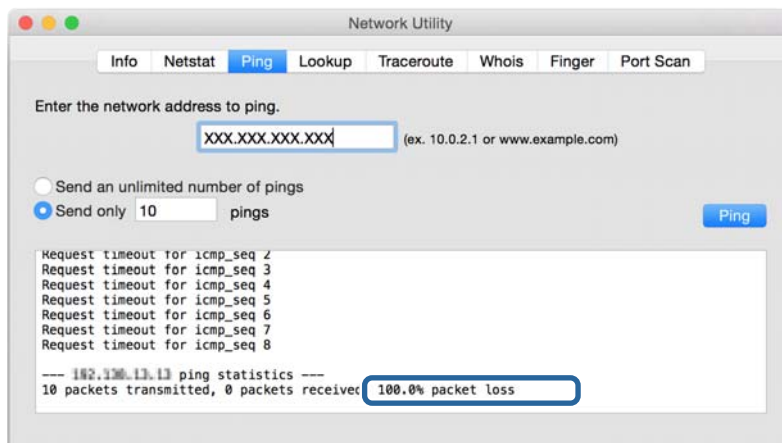 Network Utility
Info Netstat Ping Lookup Traceroute Whois Finger Port Scan
Enter the network address to ping.
XXX.XXX.XXX.XXX (ex. 10.0.2.1 or www.example.com)
Send an unlimited number of pings
Send only 10 pings
Ping
Request timeout for icmp_seq 2
Request timeout for icmp_seq 3
Request timeout for icmp_seq 4
Request timeout for icmp_seq 5
Request timeout for icmp_seq 6
Request timeout for icmp_seq 7
Request timeout for icmp_seq 8
--- ping statistics ---
10 packets transmitted, 0 packets received 100.0% packet loss